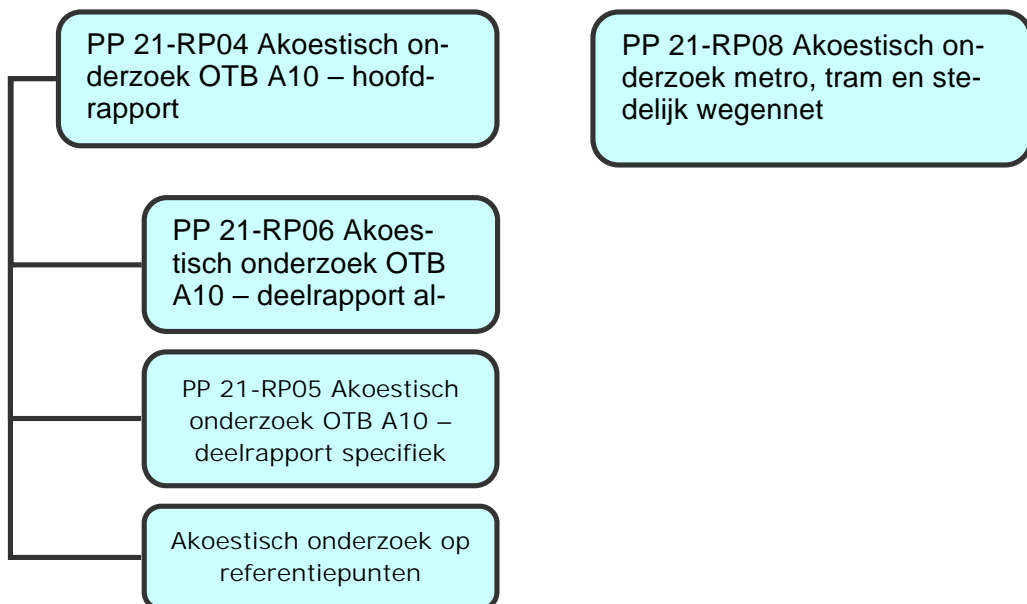 PP 21-RP04 Akoestisch on-
derzoek OTB A10 – hoofd-
rapport
PP 21-RP08 Akoestisch on-
derzoek metro, tram en ste-
delijk wegennet
PP 21-RP06 Akoes-
tisch onderzoek OTB
A10 – deelrapport al-
PP 21-RP05 Akoestisch
onderzoek OTB A10 –
deelrapport specifiek
Akoestisch onderzoek op
referentiepunten